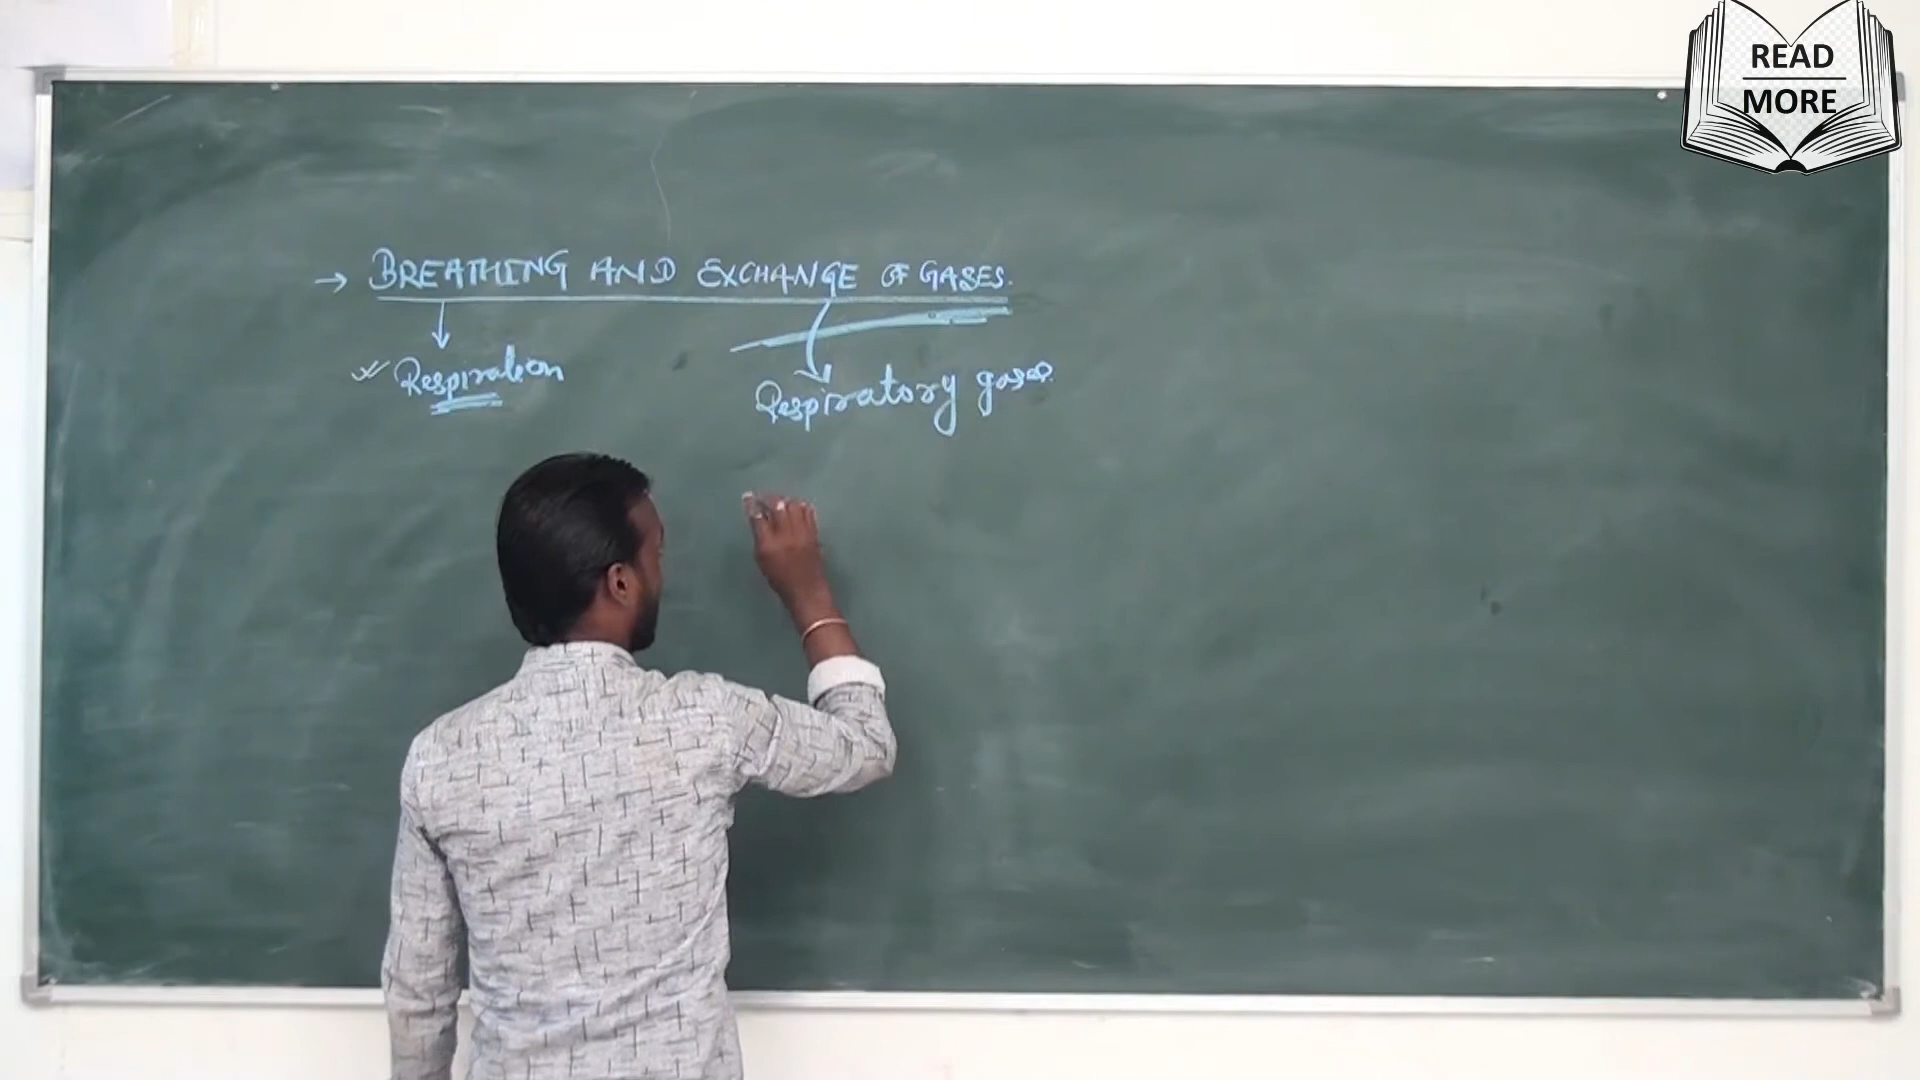 → BREATHING AND EXCHANGE OF GASES.
Respiration
Respiratory gases.
READ
MORE